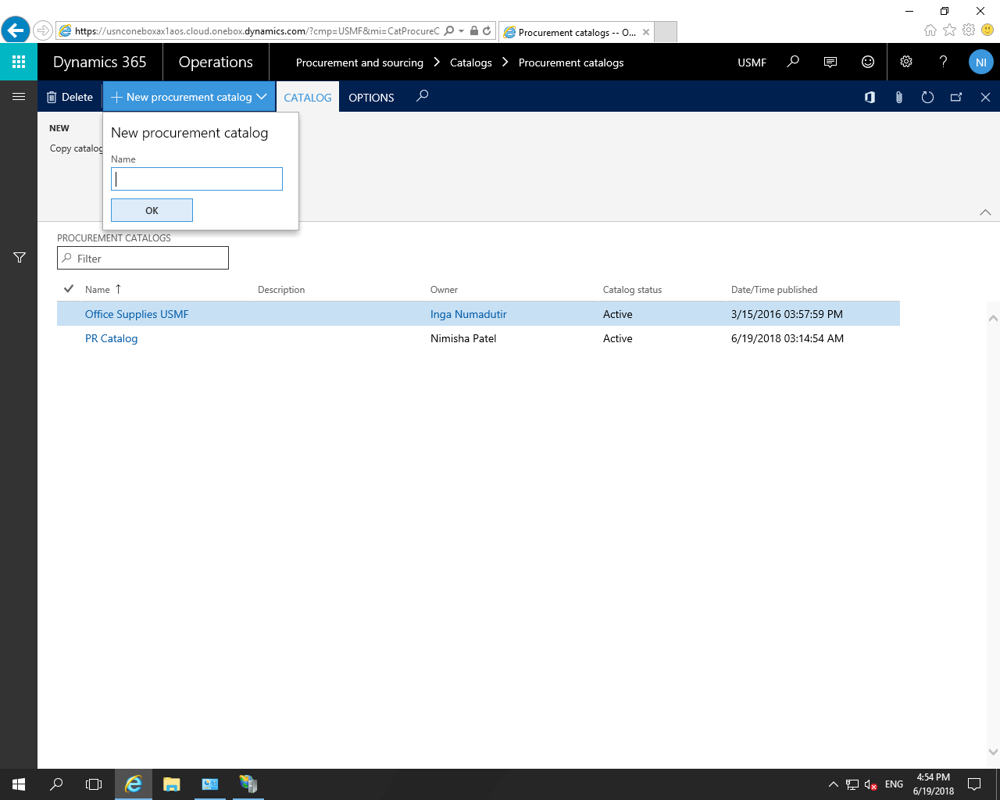 https://usnconeboxax1aos.cloud.onebox.dynamics.com/?cmp=USMF&mi=CatProcureC
Procurement catalogs -- O...
Dynamics 365
Operations
Procurement and sourcing > Catalogs > Procurement catalogs
USMF
?
NI
Delete
New procurement catalog
CATALOG
OPTIONS
NEW
Copy catalog
New procurement catalog
Name
OK
PROCUREMENT CATALOGS
Filter
Name Description Owner Catalog status Date/Time published
Office Supplies USMF Inga Numadutir Active 3/15/2016 03:57:59 PM
PR Catalog Nimisha Patel Active 6/19/2018 03:14:54 AM
ENG
4:54 PM
6/19/2018